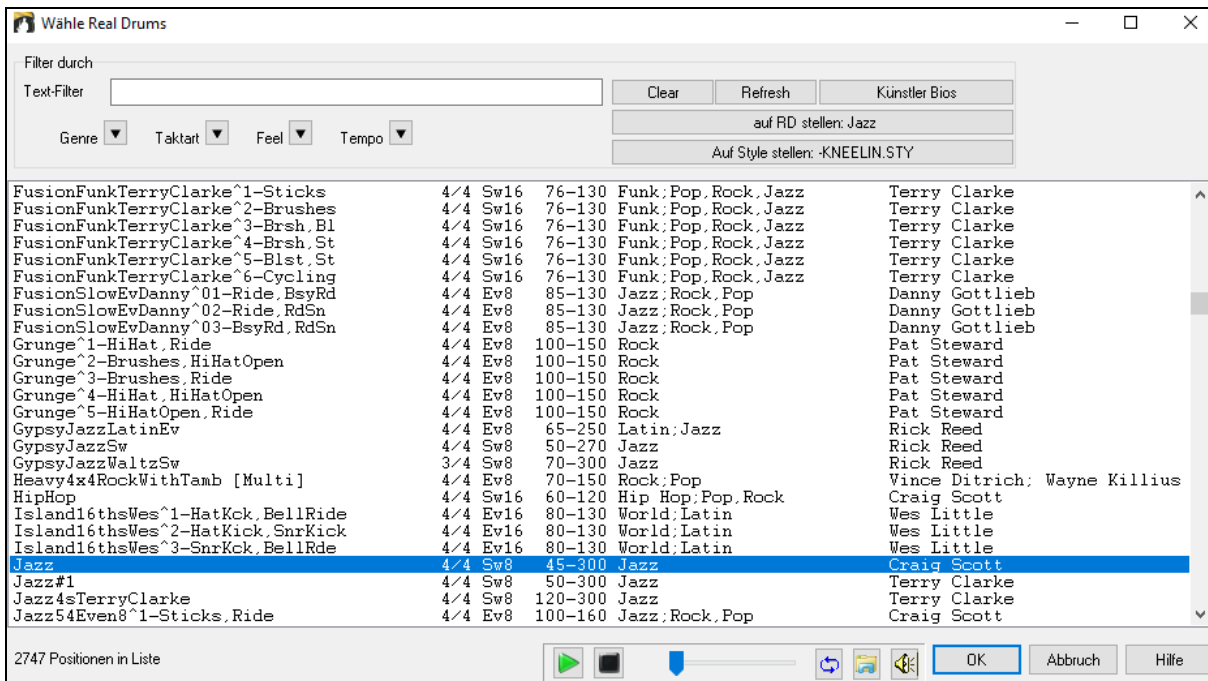 Wähle Real Drums
Filter durch
Text-Filter Clear Refresh Künstler Bios
Genre Taktart Feel Tempo auf RD stellen: Jazz
Auf Style stellen: -KNEELIN.STY
FusionFunkTerryClarke^1-Sticks 4/4 Sw16 76-130 Funk;Pop,Rock,Jazz Terry Clarke
FusionFunkTerryClarke^2-Brushes 4/4 Sw16 76-130 Funk;Pop,Rock,Jazz Terry Clarke
FusionFunkTerryClarke^3-Brsh,Bl 4/4 Sw16 76-130 Funk;Pop,Rock,Jazz Terry Clarke
FusionFunkTerryClarke^4-Brsh,St 4/4 Sw16 76-130 Funk;Pop,Rock,Jazz Terry Clarke
FusionFunkTerryClarke^5-Blst,St 4/4 Sw16 76-130 Funk;Pop,Rock,Jazz Terry Clarke
FusionFunkTerryClarke^6-Cycling 4/4 Sw16 76-130 Funk;Pop,Rock,Jazz Terry Clarke
FusionSlowEvDanny^01-Ride,BsyRd 4/4 Ev8 85-130 Jazz;Rock,Pop Danny Gottlieb
FusionSlowEvDanny^02-Ride,RdSn 4/4 Ev8 85-130 Jazz;Rock,Pop Danny Gottlieb
FusionSlowEvDanny^03-BsyRd,RdSn 4/4 Ev8 85-130 Jazz;Rock,Pop Danny Gottlieb
Grunge^1-HiHat,Ride 4/4 Ev8 100-150 Rock Pat Steward
Grunge^2-Brushes,HiHatOpen 4/4 Ev8 100-150 Rock Pat Steward
Grunge^3-Brushes,Ride 4/4 Ev8 100-150 Rock Pat Steward
Grunge^4-HiHat,HiHatOpen 4/4 Ev8 100-150 Rock Pat Steward
Grunge^5-HiHatOpen,Ride 4/4 Ev8 100-150 Rock Pat Steward
GypsyJazzLatinEv 4/4 Ev8 65-250 Latin;Jazz Rick Reed
GypsyJazzSw 4/4 Sw8 50-270 Jazz Rick Reed
GypsyJazzWaltzSw 3/4 Sw8 70-300 Jazz Rick Reed
Heavy4x4RockWithTamb [Multi] 4/4 Ev8 70-150 Rock;Pop Vince Ditrich; Wayne Killius
HipHop 4/4 Sw16 60-120 Hip Hop;Pop,Rock Craig Scott
Island16thsWes^1-HatKck,BellRide 4/4 Ev16 80-130 World;Latin Wes Little
Island16thsWes^2-HatKick,SnrKick 4/4 Ev16 80-130 World;Latin Wes Little
Island16thsWes^3-SnrKck,BellRde 4/4 Ev16 80-130 World;Latin Wes Little
Jazz 4/4 Sw8 45-300 Jazz Craig Scott
Jazz#1 4/4 Sw8 50-300 Jazz Terry Clarke
Jazz4sTerryClarke 4/4 Sw8 120-300 Jazz Terry Clarke
Jazz54Even8^1-Sticks,Ride 4/4 Ev8 100-160 Jazz;Rock,Pop Craig Scott
2747 Positionen in Liste OK Abbruch Hilfe